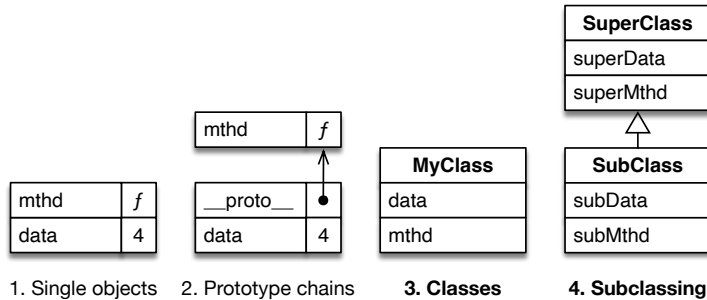 mthd ƒ
data 4
1. Single objects
mthd ƒ
__proto__
data 4
2. Prototype chains
MyClass
data
mthd
3. Classes
SuperClass
superData
superMthd
SubClass
subData
subMthd
4. Subclassing